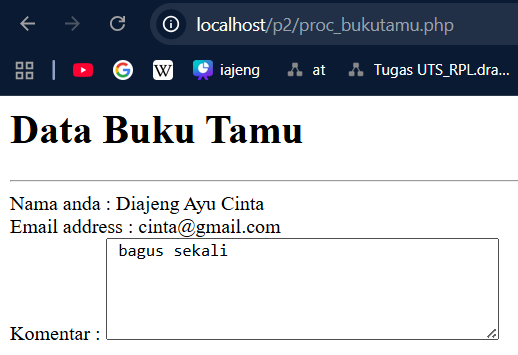 localhost/p2/proc_bukutamu.php
W iajeng at Tugas UTS_RPL.dra...
Data Buku Tamu
Nama anda : Diajeng Ayu Cinta
Email address : cinta@gmail.com
bagus sekali
Komentar :